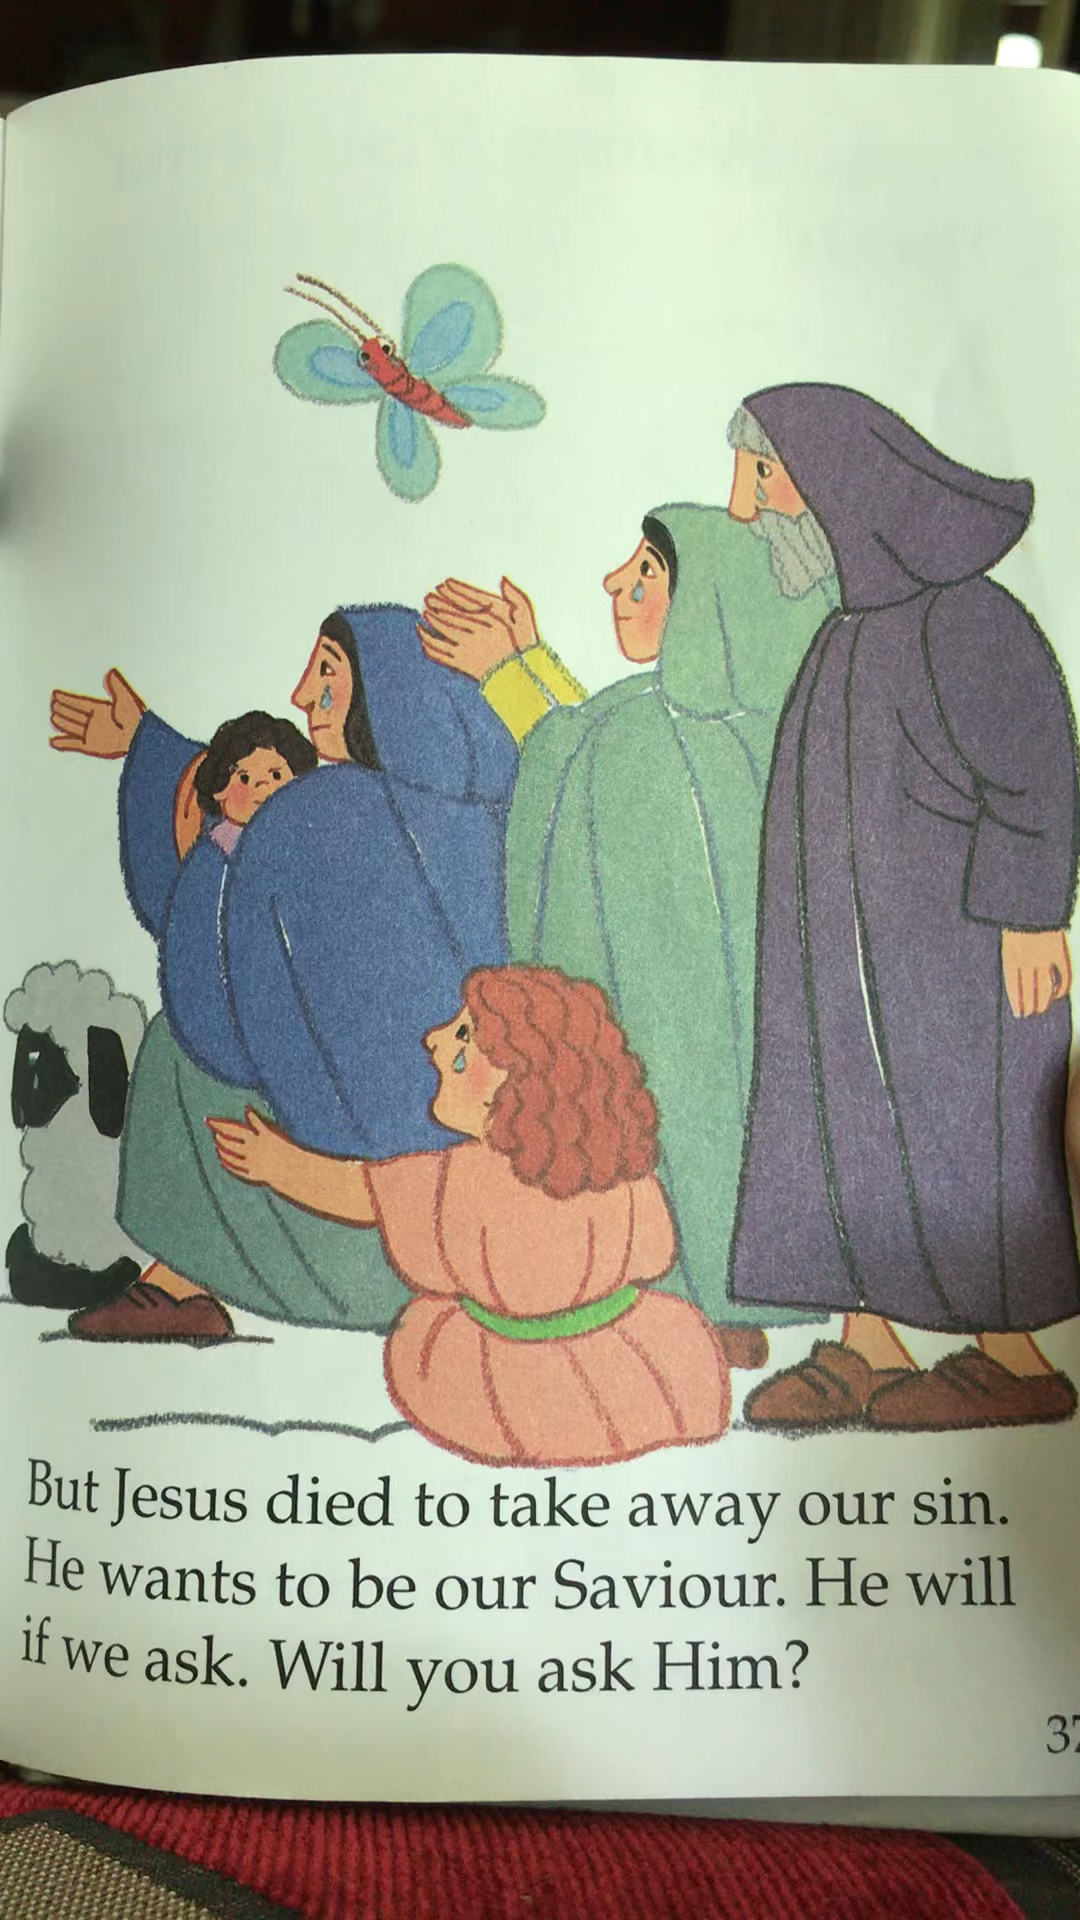 But Jesus died to take away our sin.
He wants to be our Saviour. He will
if we ask. Will you ask Him?
37